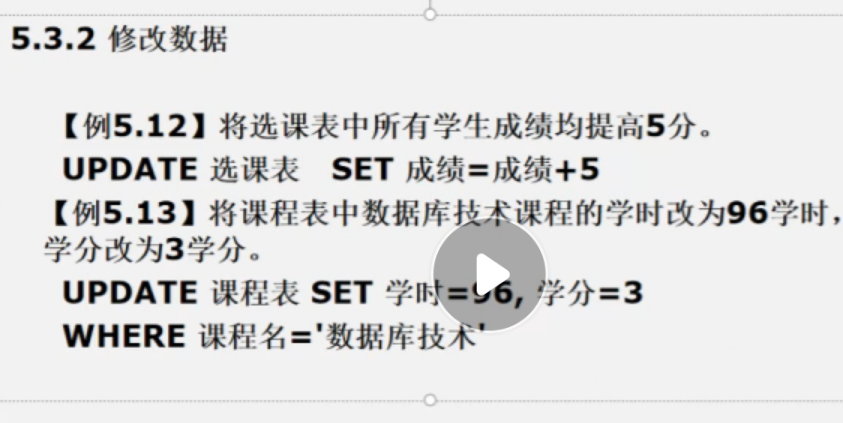 5.3.2 修改数据
【例5.12】将选课表中所有学生成绩均提高5分。
UPDATE 选课表 SET 成绩=成绩+5
【例5.13】将课程表中数据库技术课程的学时改为96学时，
学分改为3学分。
UPDATE 课程表 SET 学时=96, 学分=3
WHERE 课程名='数据库技术'